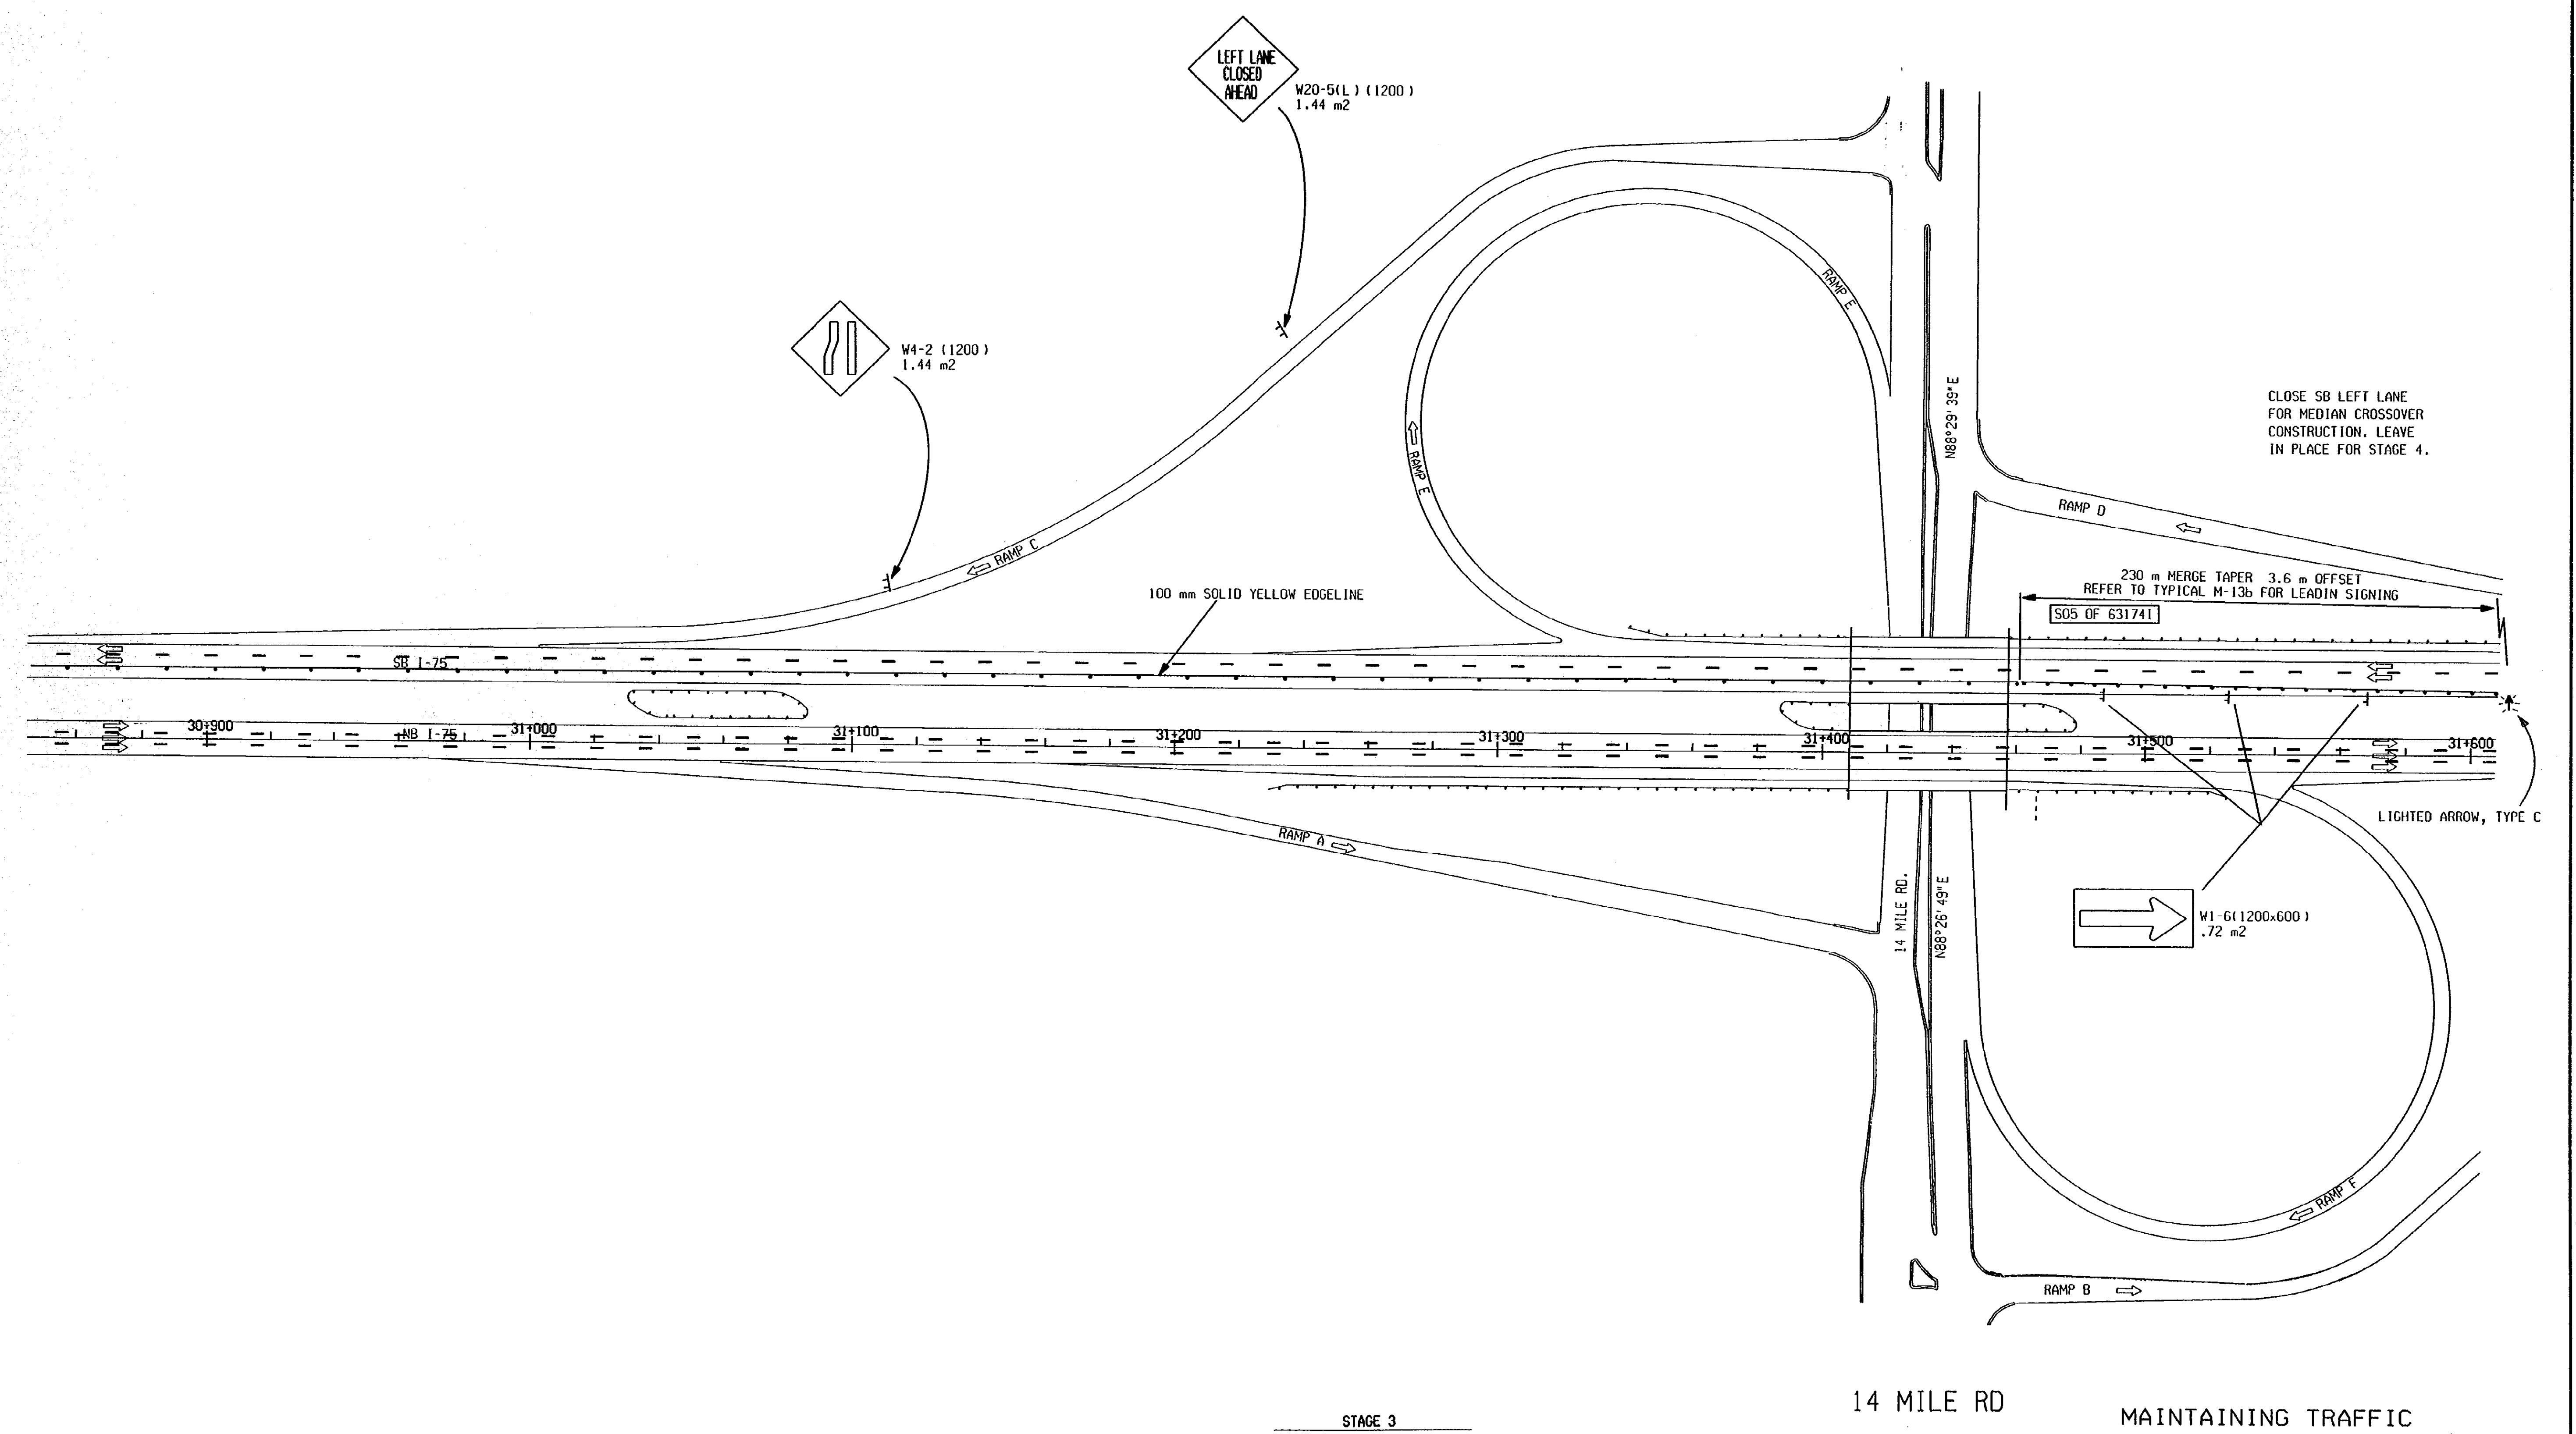 LEFT LANE
CLOSED
AHEAD
W20-5(L) (1200)
1.44 m2
W4-2 (1200)
1.44 m2
RAMP E
N88°29'39"E
CLOSE SB LEFT LANE
FOR MEDIAN CROSSOVER
CONSTRUCTION. LEAVE
IN PLACE FOR STAGE 4.
RAMP E
RAMP D
RAMP C
230 m MERGE TAPER 3.6 m OFFSET
REFER TO TYPICAL M-13b FOR LEADIN SIGNING
100 mm SOLID YELLOW EDGELINE
S05 OF 63174I
SB I-75
30+900
31+000
31+100
31+200
31+300
31+400
31+500
31+600
NB I-75
LIGHTED ARROW, TYPE C
RAMP A
14 MILE RD.
N88°26'49"E
W1-6(1200x600)
.72 m2
RAMP F
RAMP B
14 MILE RD
STAGE 3
MAINTAINING TRAFFIC